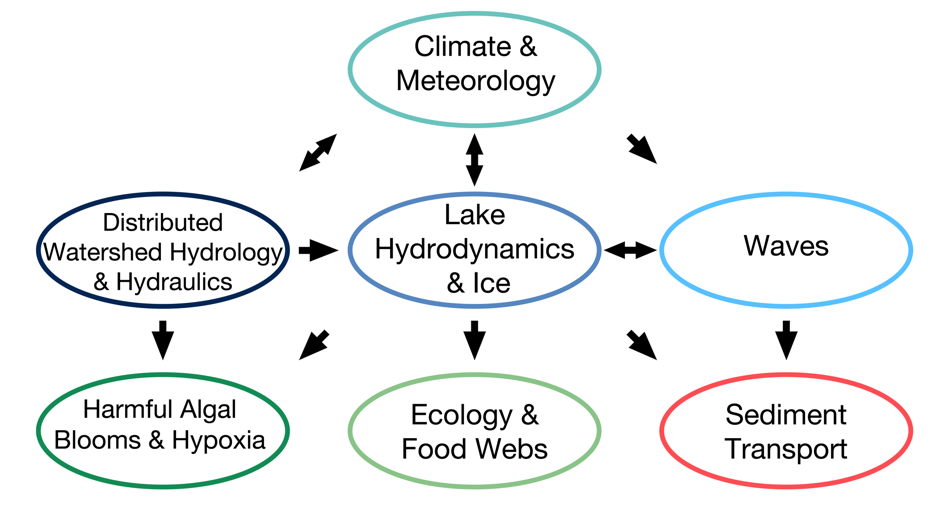 Climate &
Meteorology
Distributed
Watershed Hydrology
& Hydraulics
Lake
Hydrodynamics
& Ice
Waves
Harmful Algal
Blooms & Hypoxia
Ecology &
Food Webs
Sediment
Transport